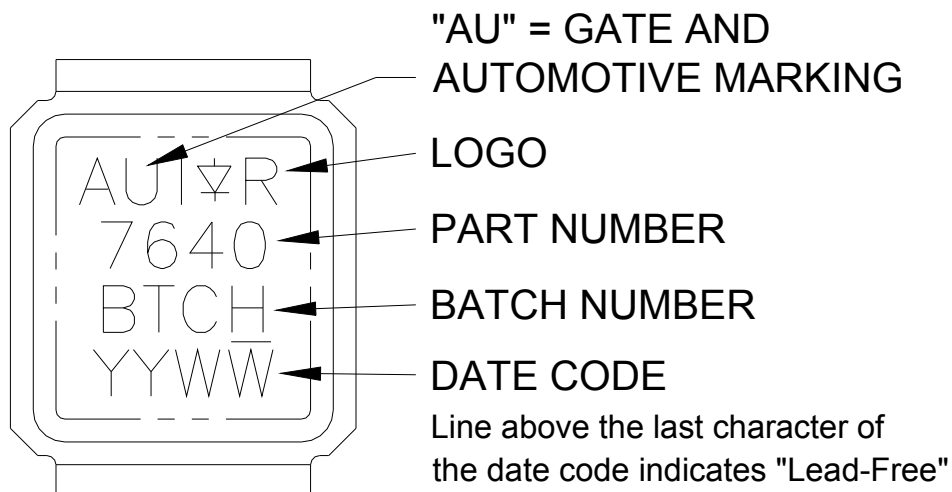 "AU" = GATE AND
AUTOMOTIVE MARKING
AUI R
LOGO
7640
PART NUMBER
BTCH
BATCH NUMBER
YYWW̅
DATE CODE
Line above the last character of
the date code indicates "Lead-Free"